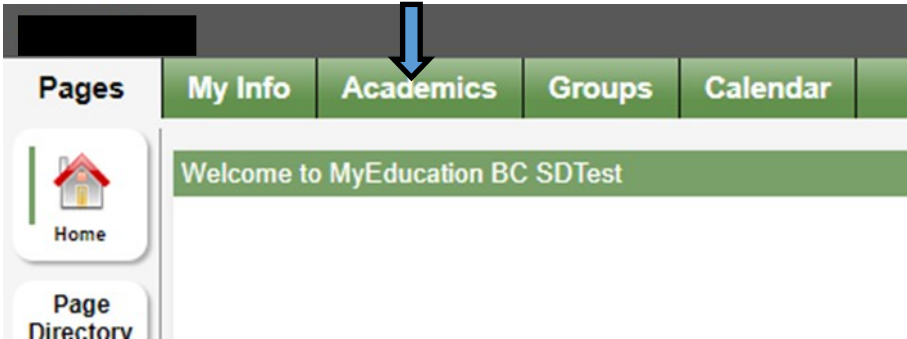 Pages My Info Academics Groups Calendar
Welcome to MyEducation BC SDTest
Home
Page
Directory